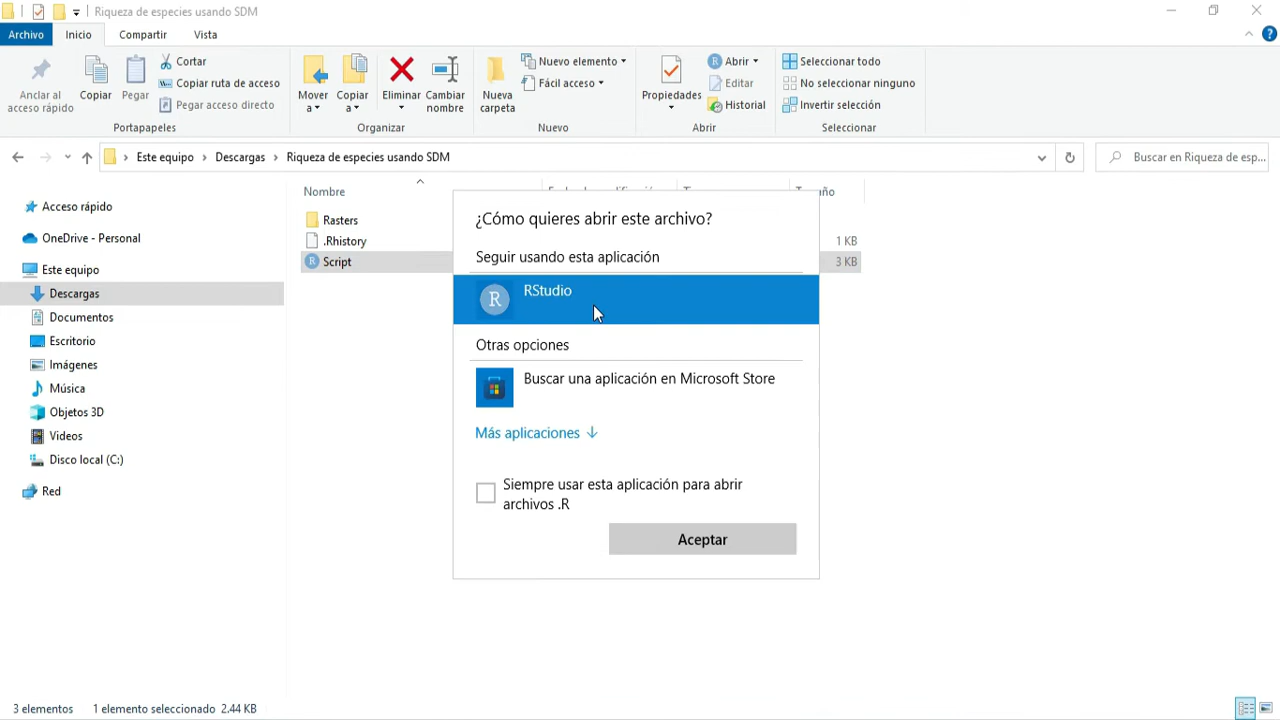 Riqueza de especies usando SDM
Archivo Inicio Compartir Vista
Anclar al acceso rápido
Copiar
Pegar
Cortar
Copiar ruta de acceso
Pegar acceso directo
Portapapeles
Mover a
Copiar a
Eliminar
Cambiar nombre
Organizar
Nueva carpeta
Nuevo elemento
Fácil acceso
Nuevo
Propiedades
Abrir
Editar
Historial
Abrir
Seleccionar todo
No seleccionar ninguno
Invertir selección
Seleccionar
Este equipo > Descargas > Riqueza de especies usando SDM
Buscar en Riqueza de esp...
Acceso rápido
OneDrive - Personal
Este equipo
Descargas
Documentos
Escritorio
Imágenes
Música
Objetos 3D
Videos
Disco local (C:)
Red
Nombre
Rasters
.Rhistory 1 KB
Script 3 KB
¿Cómo quieres abrir este archivo?
Seguir usando esta aplicación
R RStudio
Otras opciones
Buscar una aplicación en Microsoft Store
Más aplicaciones
Siempre usar esta aplicación para abrir
archivos .R
Aceptar
3 elementos 1 elemento seleccionado 2.44 KB